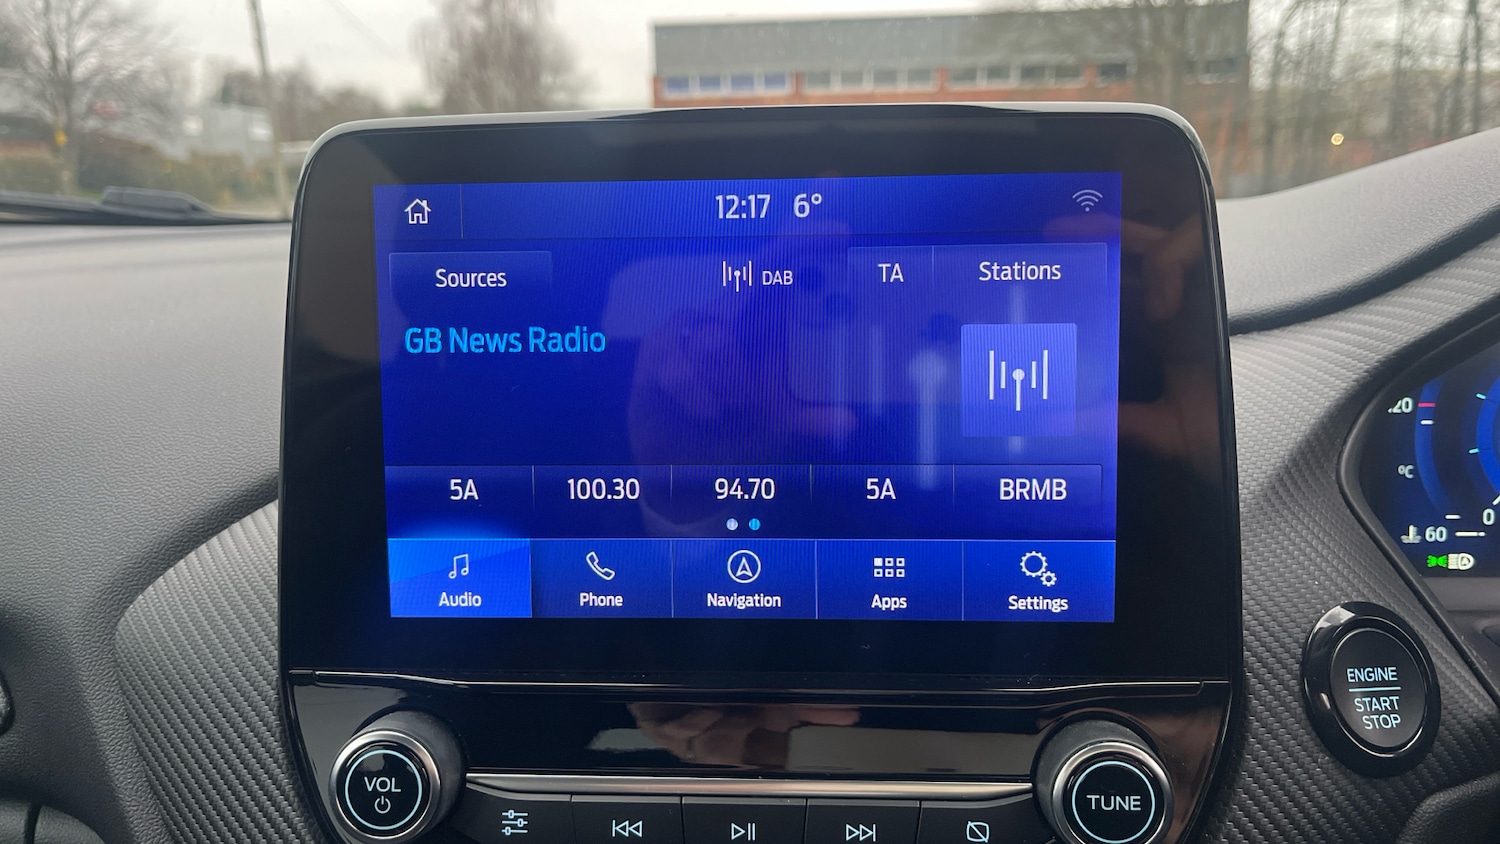 12:17 6°
Sources DAB TA Stations
GB News Radio
5A 100.30 94.70 5A BRMB
Audio Phone Navigation Apps Settings
VOL
TUNE
ENGINE
START
STOP
°C
60
0